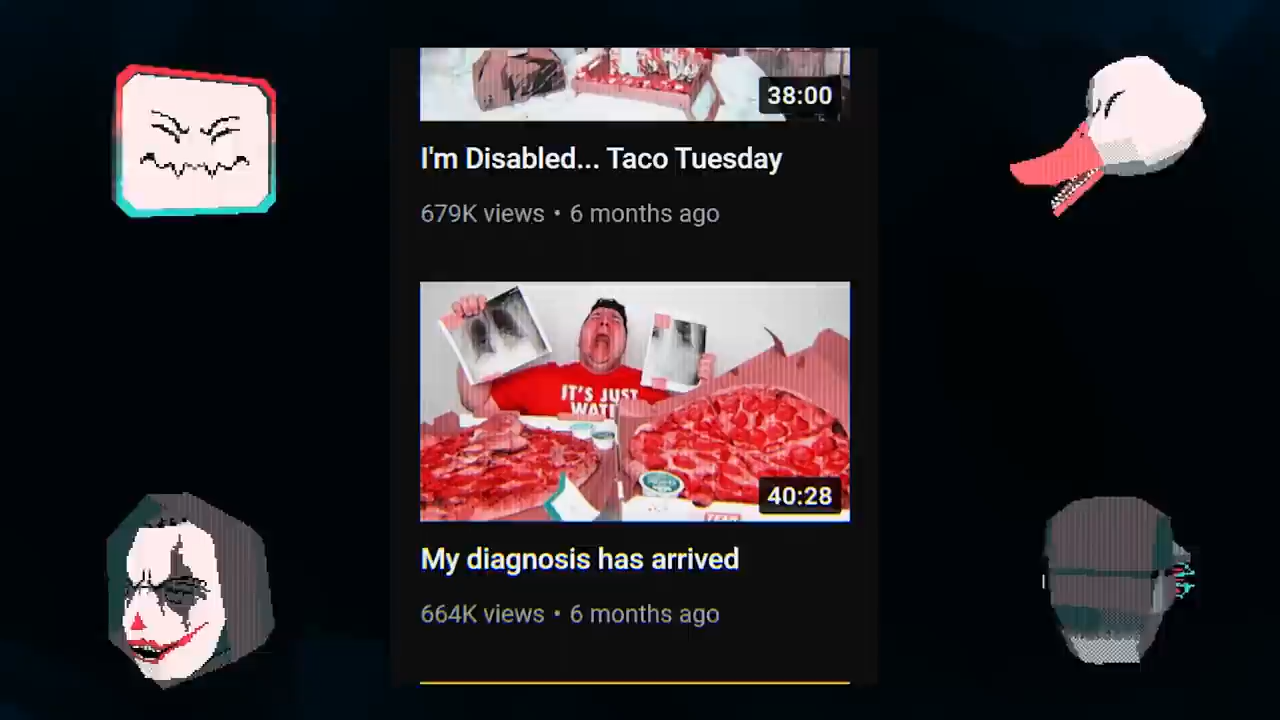 38:00
I'm Disabled... Taco Tuesday
679K views • 6 months ago
IT'S JUST
40:28
My diagnosis has arrived
664K views • 6 months ago